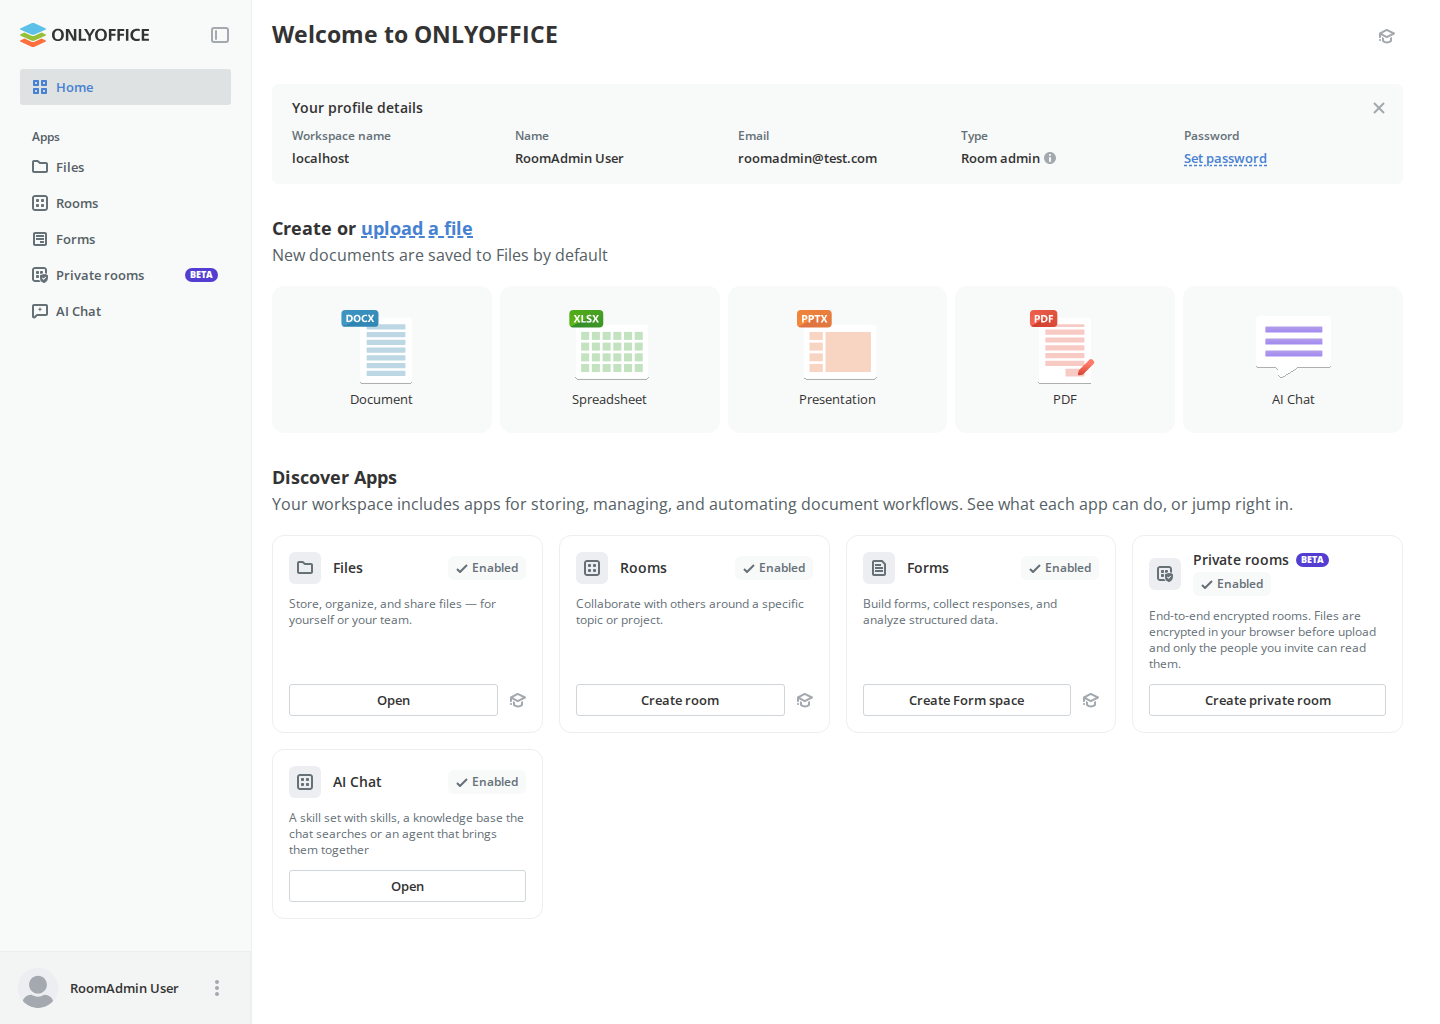 ONLYOFFICE
Home
Apps
Files
Rooms
Forms
Private rooms BETA
AI Chat
RoomAdmin User
Welcome to ONLYOFFICE
Your profile details
Workspace name
localhost
Name
RoomAdmin User
Email
roomadmin@test.com
Type
Room admin
Password
Set password
Create or upload a file
New documents are saved to Files by default
DOCX
Document
XLSX
Spreadsheet
PPTX
Presentation
PDF
PDF
AI Chat
Discover Apps
Your workspace includes apps for storing, managing, and automating document workflows. See what each app can do, or jump right in.
Files
Enabled
Store, organize, and share files — for
yourself or your team.
Open
Rooms
Enabled
Collaborate with others around a specific
topic or project.
Create room
Forms
Enabled
Build forms, collect responses, and
analyze structured data.
Create Form space
Private rooms BETA
Enabled
End-to-end encrypted rooms. Files are
encrypted in your browser before upload
and only the people you invite can read
them.
Create private room
AI Chat
Enabled
A skill set with skills, a knowledge base the
chat searches or an agent that brings
them together
Open